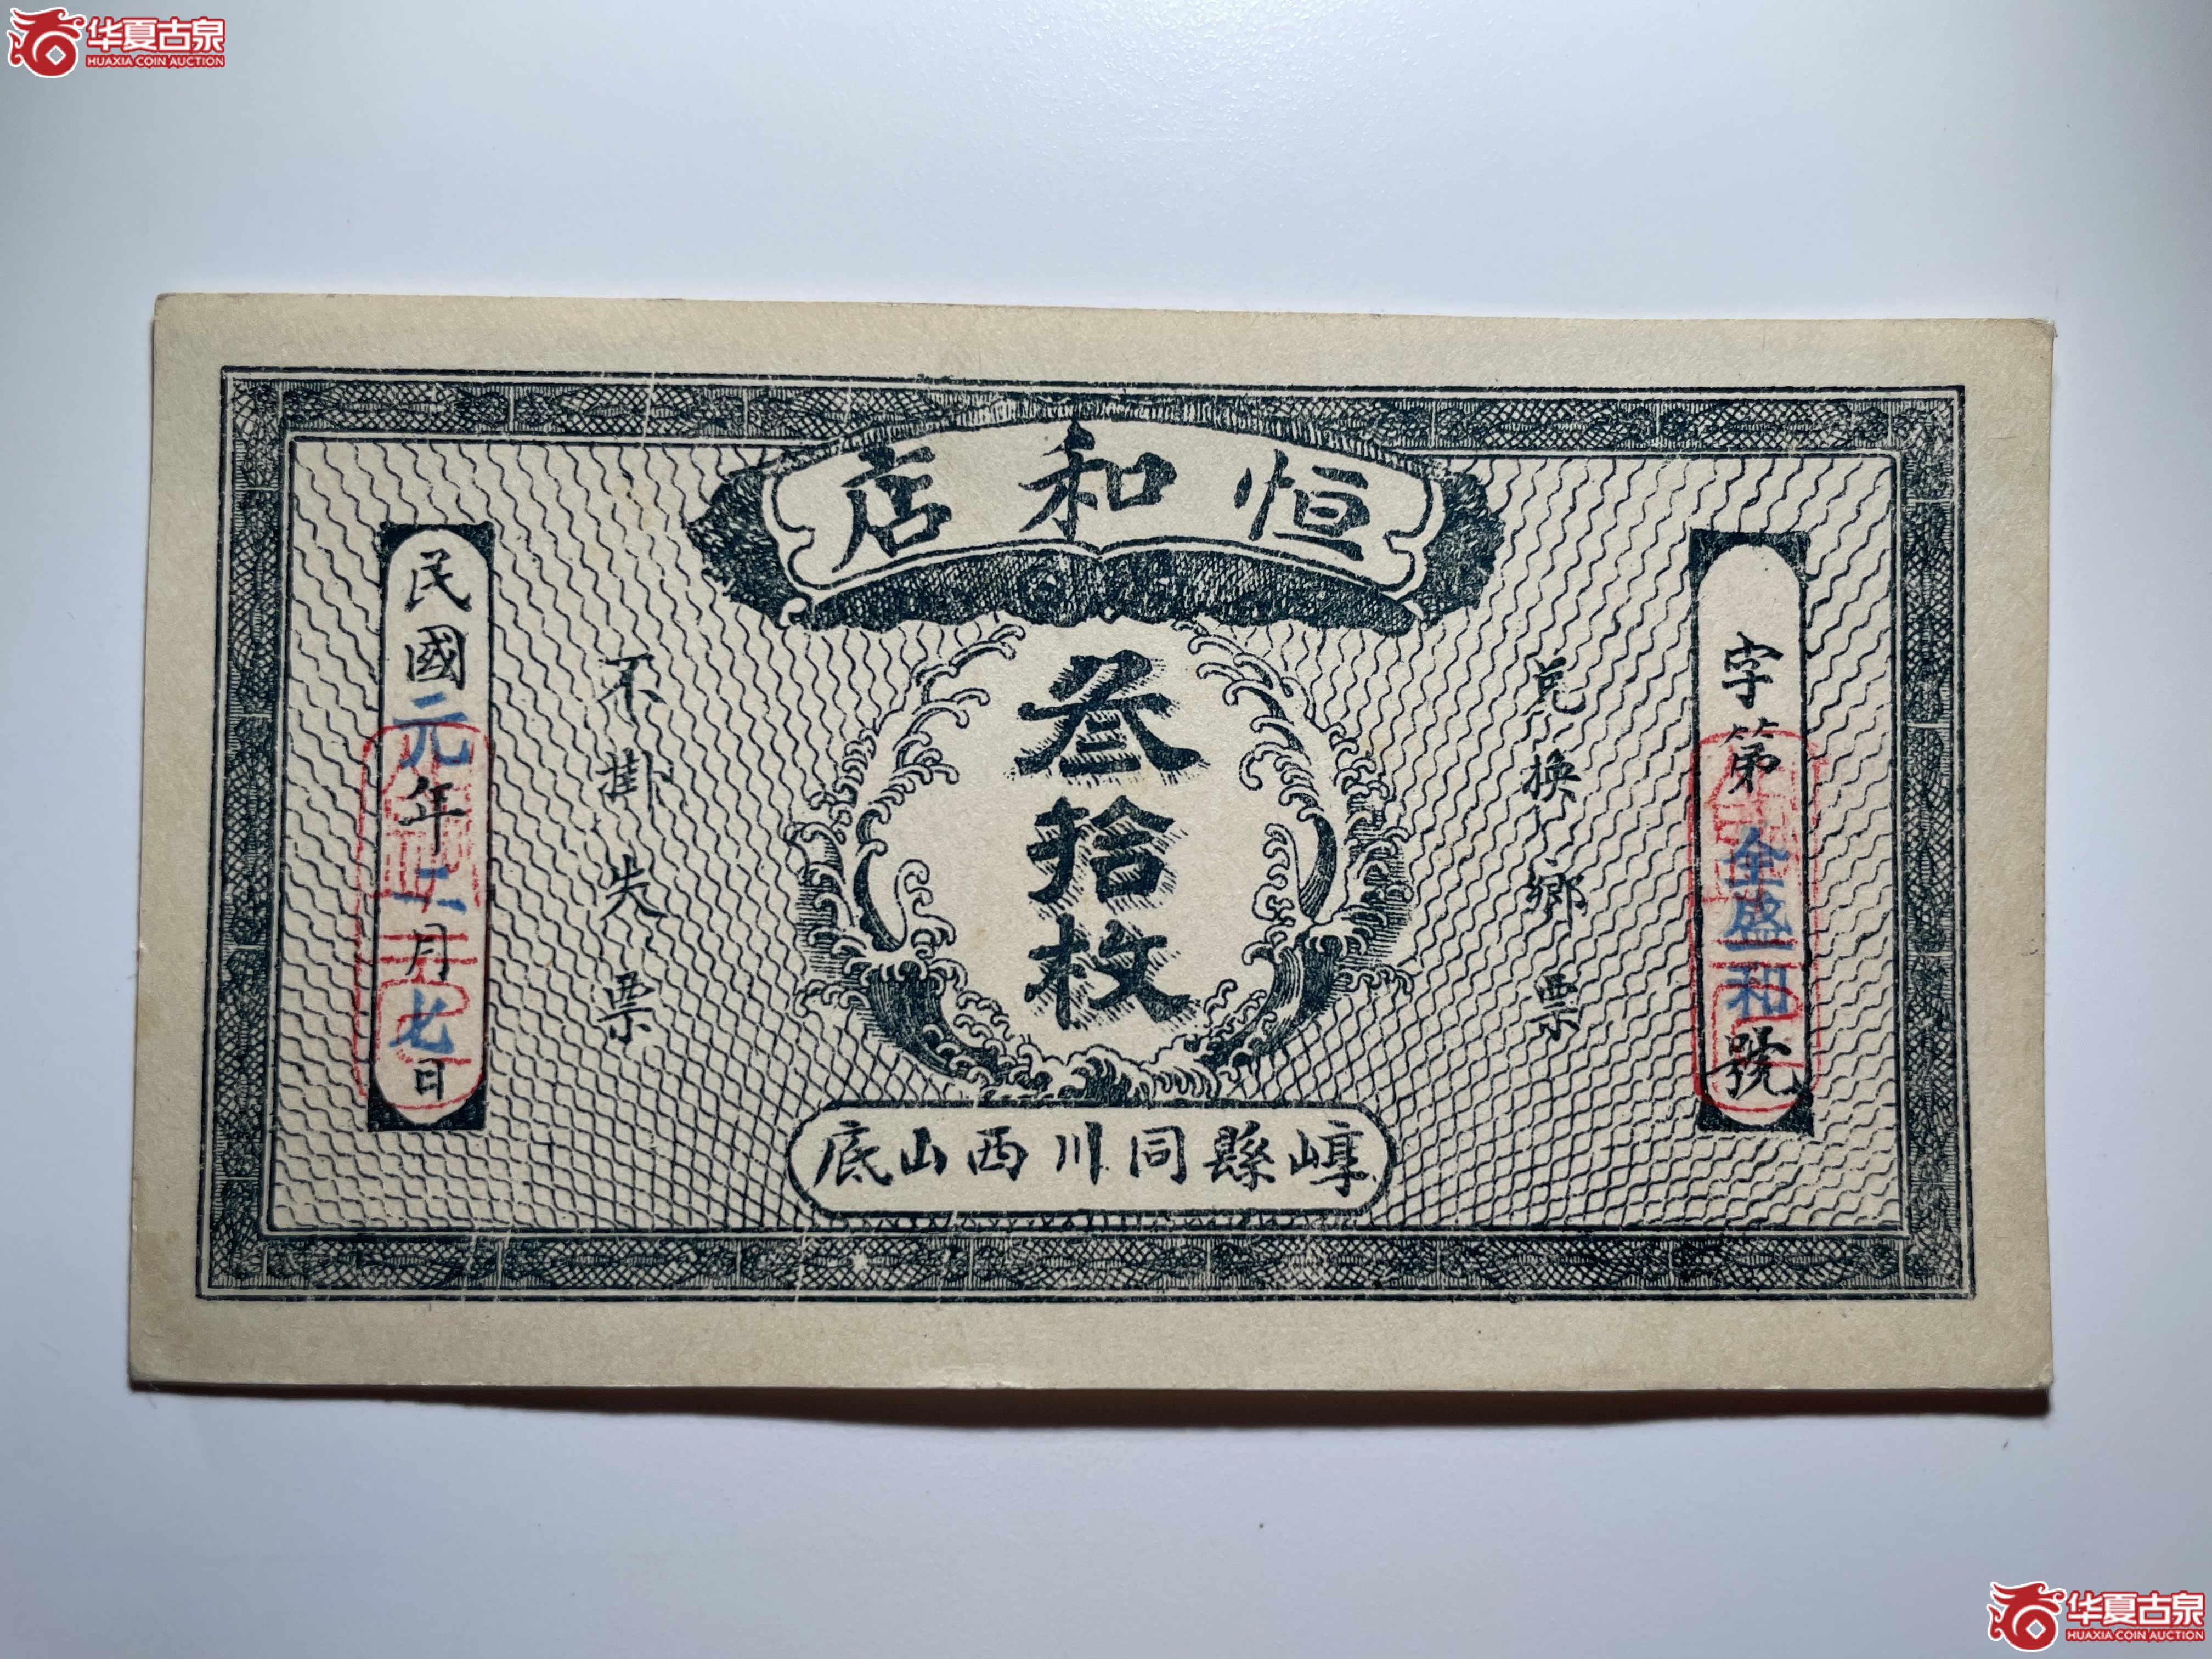 华夏古泉
HUAXIA COIN AUCTION
恒和店
字第全盛和號
兌換鄉票
叁拾枚
不掛失票
民國元年二月七日
崞縣同川西山底
华夏古泉
HUAXIA COIN AUCTION